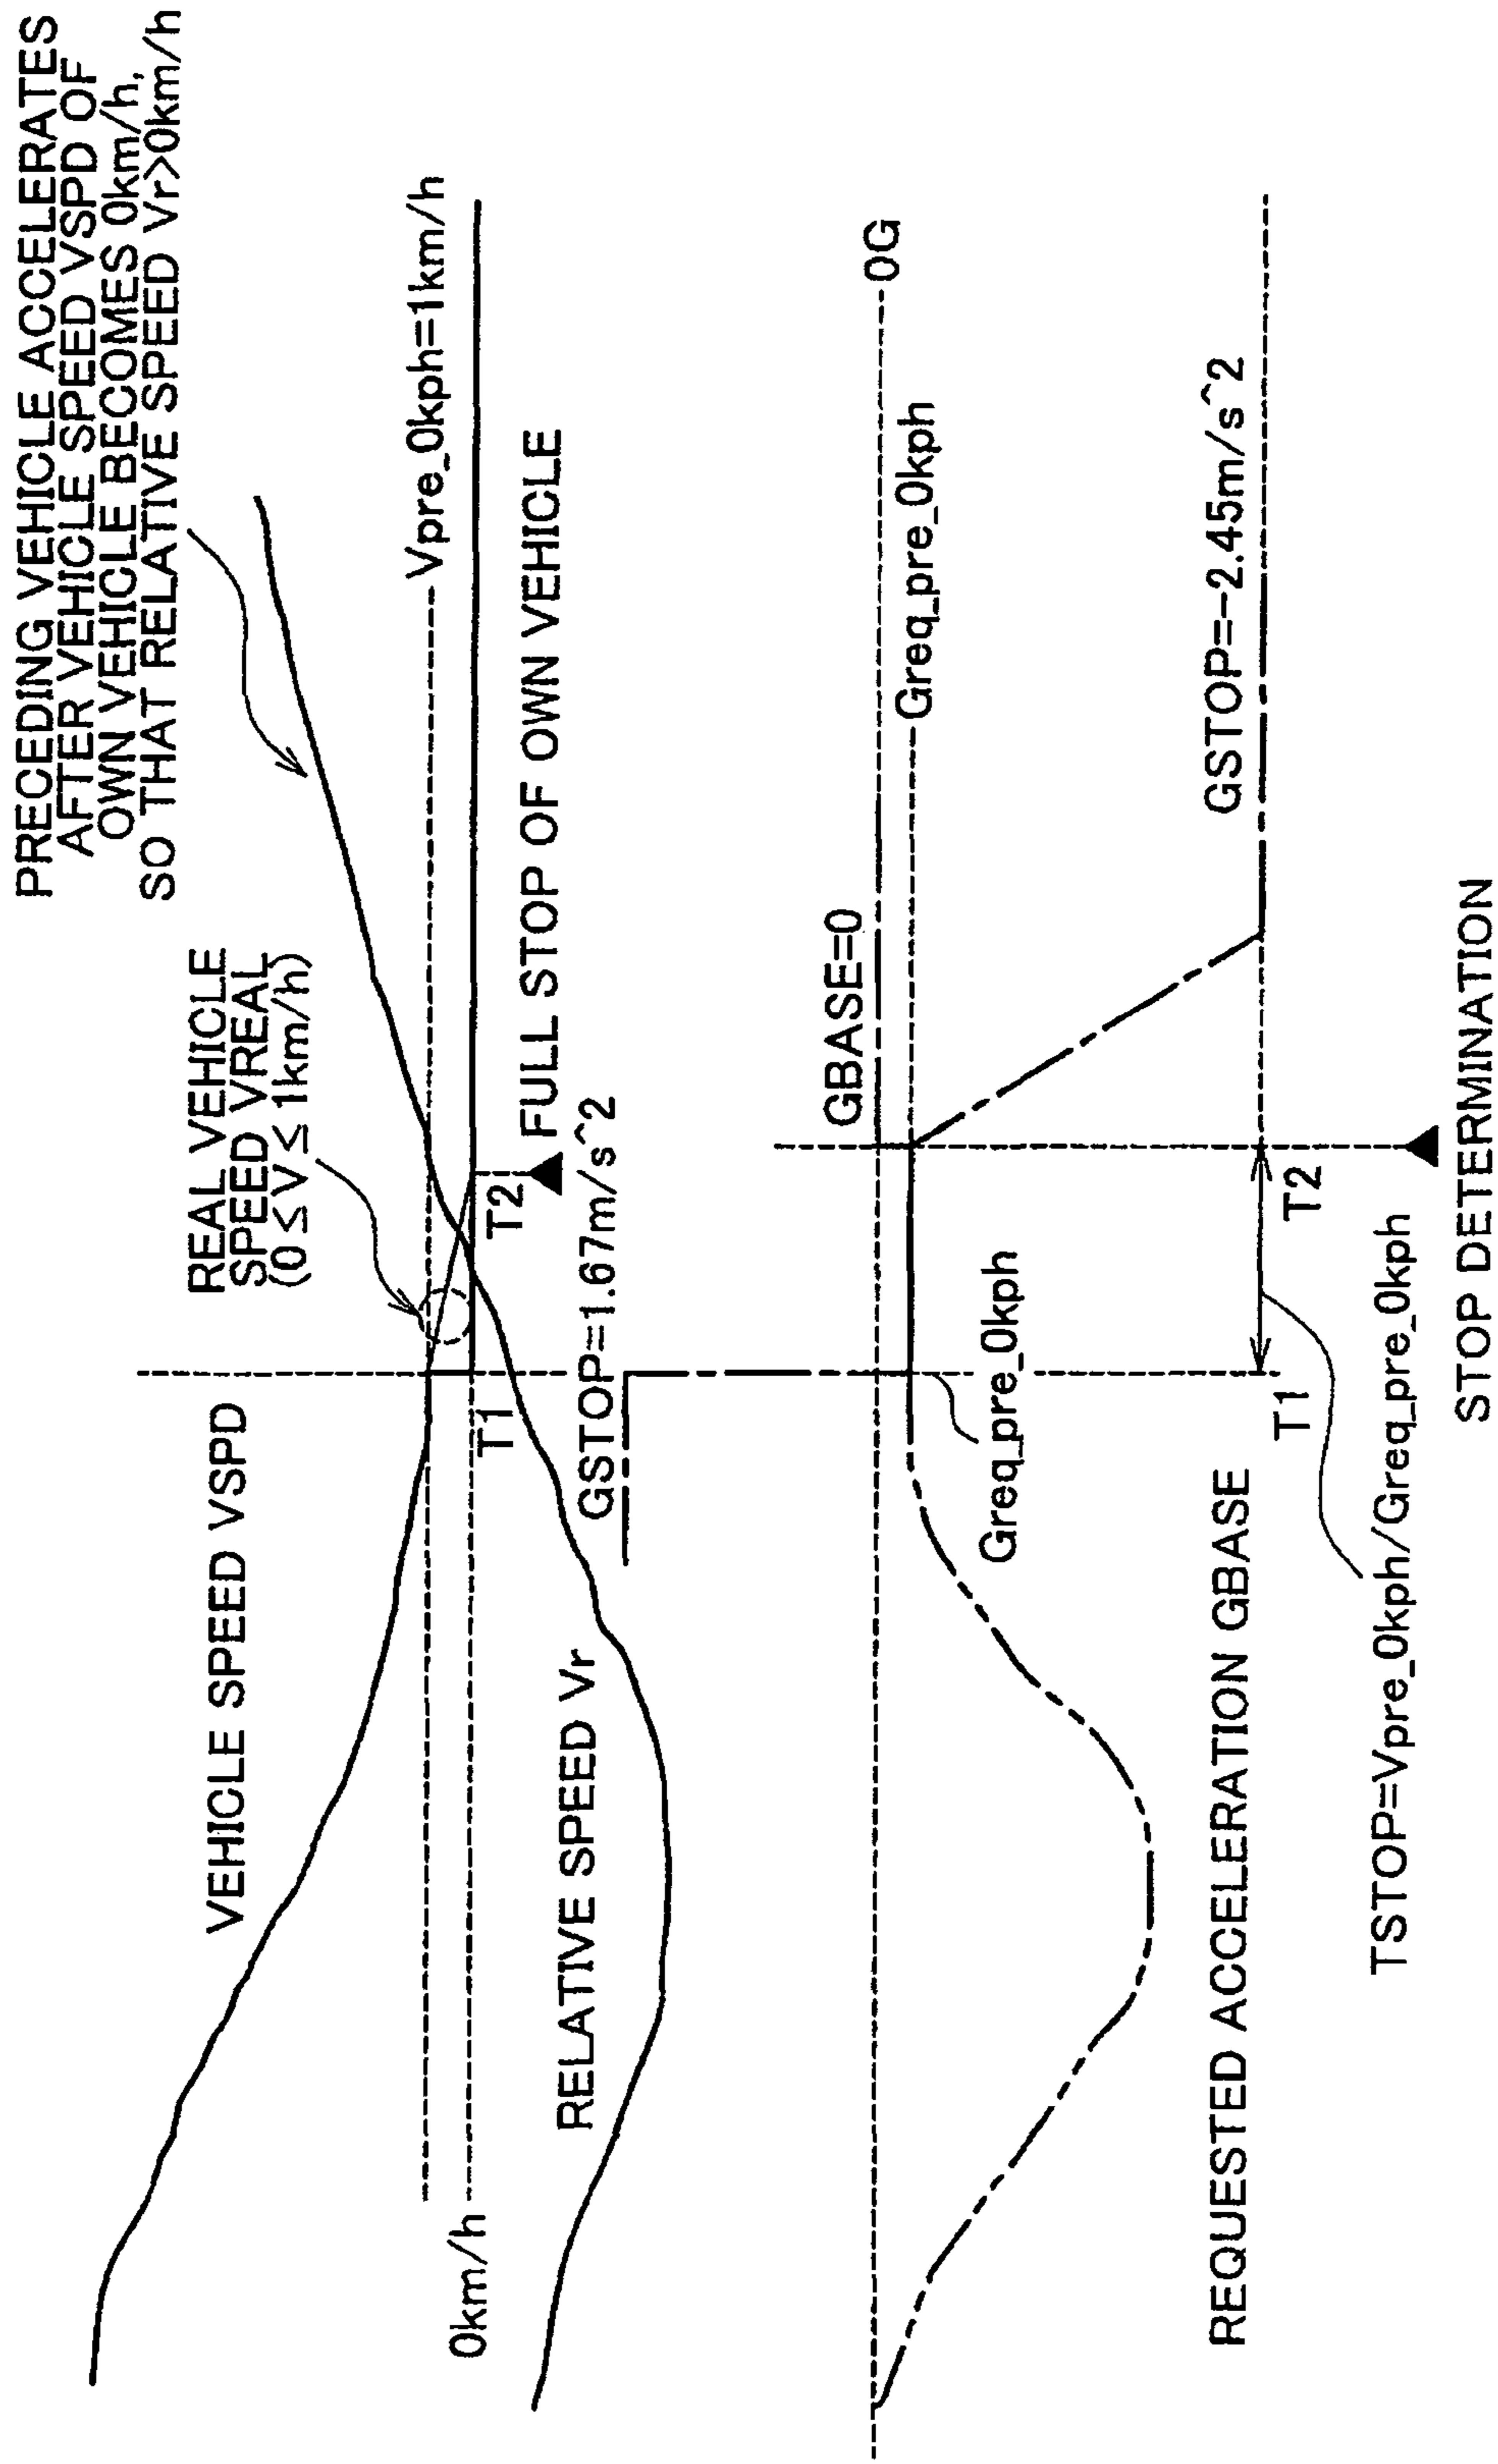 PRECEDING VEHICLE ACCELERATES
AFTER VEHICLE SPEED VSPD OF
OWN VEHICLE BECOMES 0km/h,
SO THAT RELATIVE SPEED Vr>0km/h
REAL VEHICLE
SPEED VREAL
(0≤V≤1km/h)
VEHICLE SPEED VSPD
Vpre_0kph=1km/h
0km/h
T1
T2
FULL STOP OF OWN VEHICLE
RELATIVE SPEED Vr
GSTOP=1.67m/s^2
GBASE=0
0G
Greq_pre_0kph
Greq_pre_0kph
GSTOP=-2.45m/s^2
REQUESTED ACCELERATION GBASE
T1
T2
TSTOP=Vpre_0kph/Greq_pre_0kph
STOP DETERMINATION